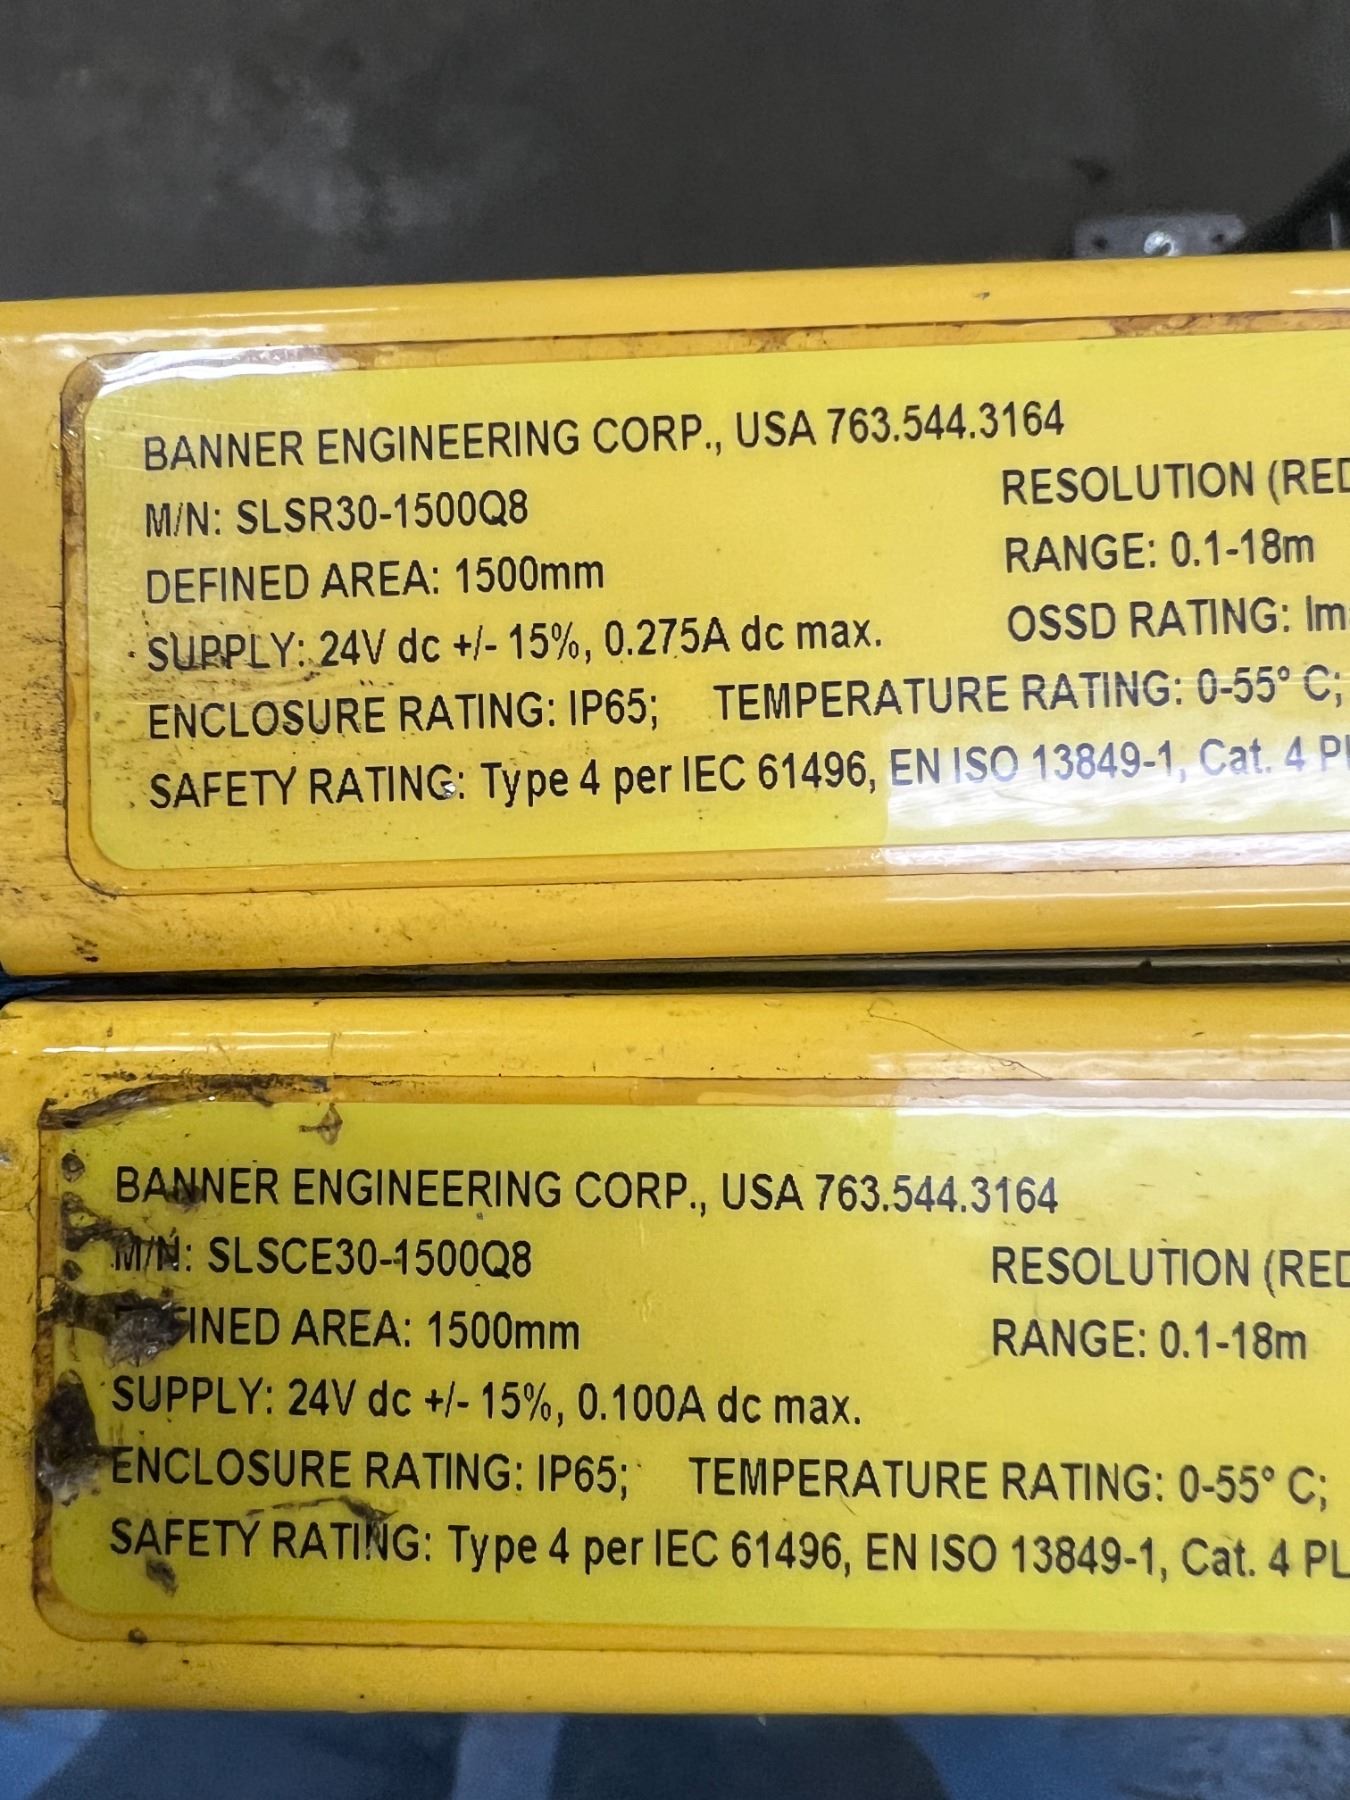 BANNER ENGINEERING CORP., USA 763.544.3164
M/N: SLSR30-1500Q8
RESOLUTION (RED
DEFINED AREA: 1500mm
RANGE: 0.1-18m
SUPPLY: 24V dc +/- 15%, 0.275A dc max.
OSSD RATING:
ENCLOSURE RATING: IP65; TEMPERATURE RATING: 0-55° C;
SAFETY RATING: Type 4 per IEC 61496, EN ISO 13849-1, Cat. 4 PL
BANNER ENGINEERING CORP., USA 763.544.3164
M/N: SLSCE30-1500Q8
RESOLUTION (RED
INED AREA: 1500mm
RANGE: 0.1-18m
SUPPLY: 24V dc +/- 15%, 0.100A dc max.
ENCLOSURE RATING: IP65; TEMPERATURE RATING: 0-55° C;
SAFETY RATING: Type 4 per IEC 61496, EN ISO 13849-1, Cat. 4 PL